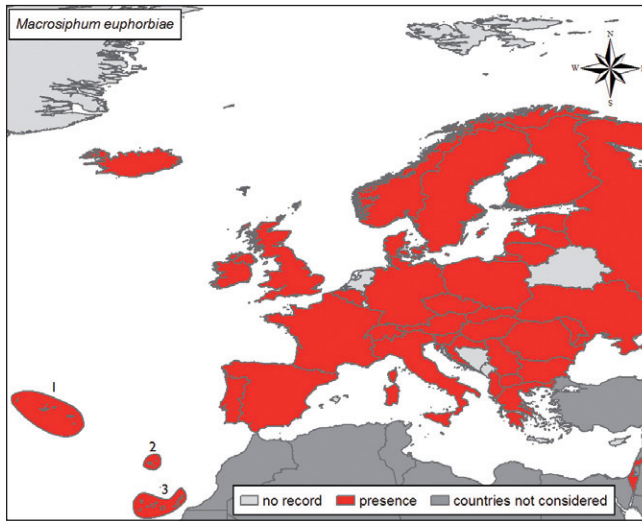 Macrosiphum euphorbiae
N
W
S
1
2
3
no record presence countries not considered